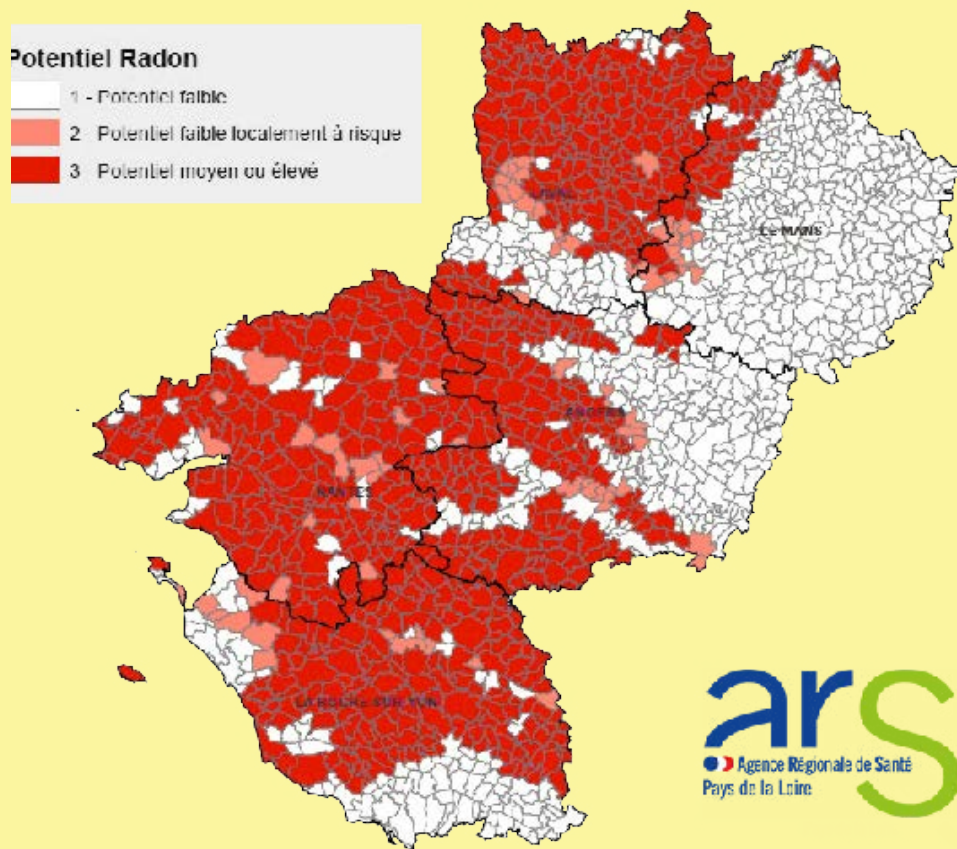 Potentiel Radon
1 - Potentiel faible
2 Potentiel faible localement à risque
3 Potentiel moyen ou élevé
LAVAL
LE MANS
ANGERS
NANTES
LA ROCHE SUR YON
ars
Agence Régionale de Santé
Pays de la Loire